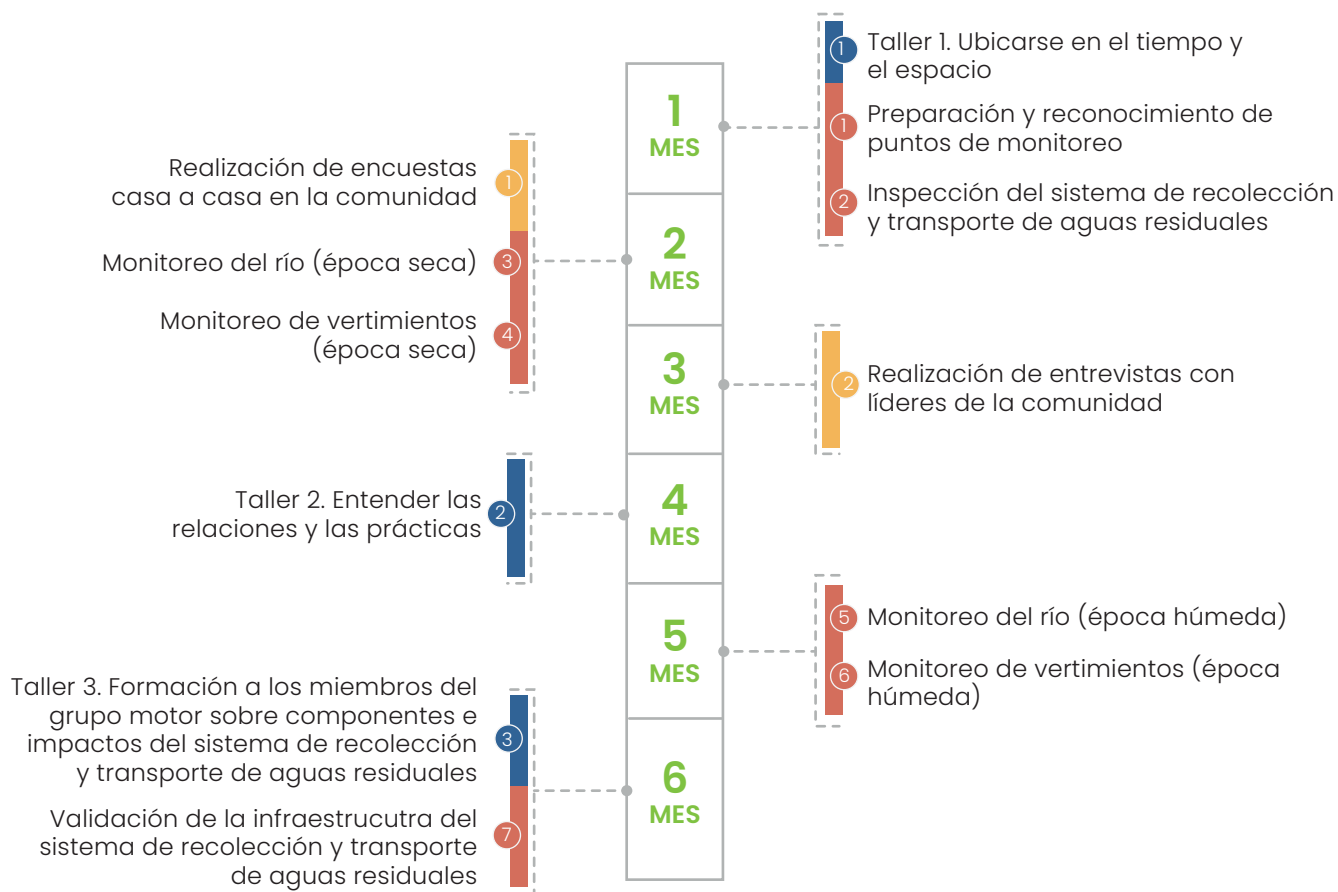 1
MES
1
Taller 1. Ubicarse en el tiempo y
el espacio
1
Preparación y reconocimiento de
puntos de monitoreo
2
Inspección del sistema de recolección
y transporte de aguas residuales
2
MES
1
Realización de encuestas
casa a casa en la comunidad
3
Monitoreo del río (época seca)
4
Monitoreo de vertimientos
(época seca)
3
MES
2
Realización de entrevistas con
líderes de la comunidad
4
MES
2
Taller 2. Entender las
relaciones y las prácticas
5
MES
5
Monitoreo del río (época húmeda)
6
Monitoreo de vertimientos (época
húmeda)
6
MES
3
Taller 3. Formación a los miembros del
grupo motor sobre componentes e
impactos del sistema de recolección
y transporte de aguas residuales
7
Validación de la infraestrucutra del
sistema de recolección y transporte
de aguas residuales